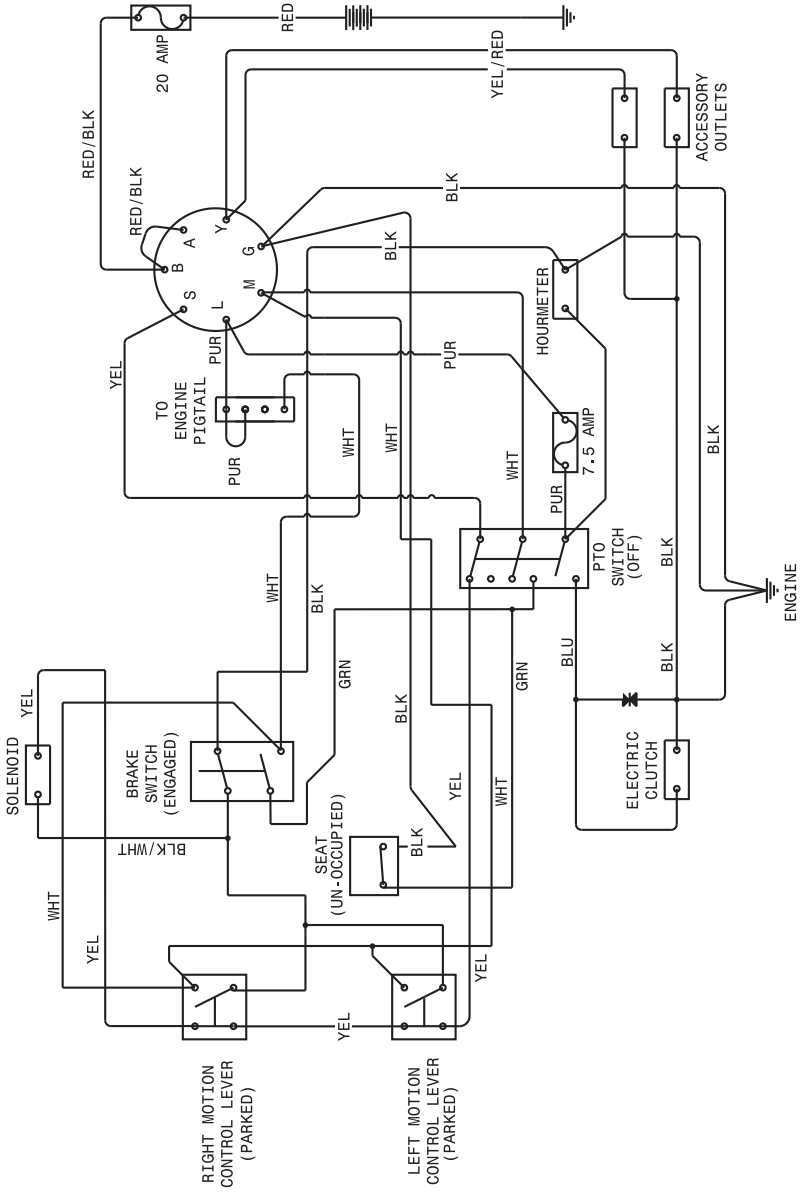 RED
20 AMP
YEL/RED
ACCESSORY
OUTLETS
RED/BLK
RED/BLK
BLK
A
B
S
L
M
G
Y
BLK
HOURMETER
YEL
PUR
PUR
TO
ENGINE
PIGTAIL
PUR
WHT
WHT
WHT
7.5 AMP
PUR
BLK
PTO
SWITCH
(OFF)
BLK
ENGINE
WHT
BLK
GRN
GRN
BLU
BLK
YEL
SOLENOID
BRAKE
SWITCH
(ENGAGED)
BLK
YEL
WHT
ELECTRIC
CLUTCH
BLK/WHT
SEAT
(UN-OCCUPIED)
BLK
WHT
YEL
YEL
YEL
RIGHT MOTION
CONTROL LEVER
(PARKED)
LEFT MOTION
CONTROL LEVER
(PARKED)